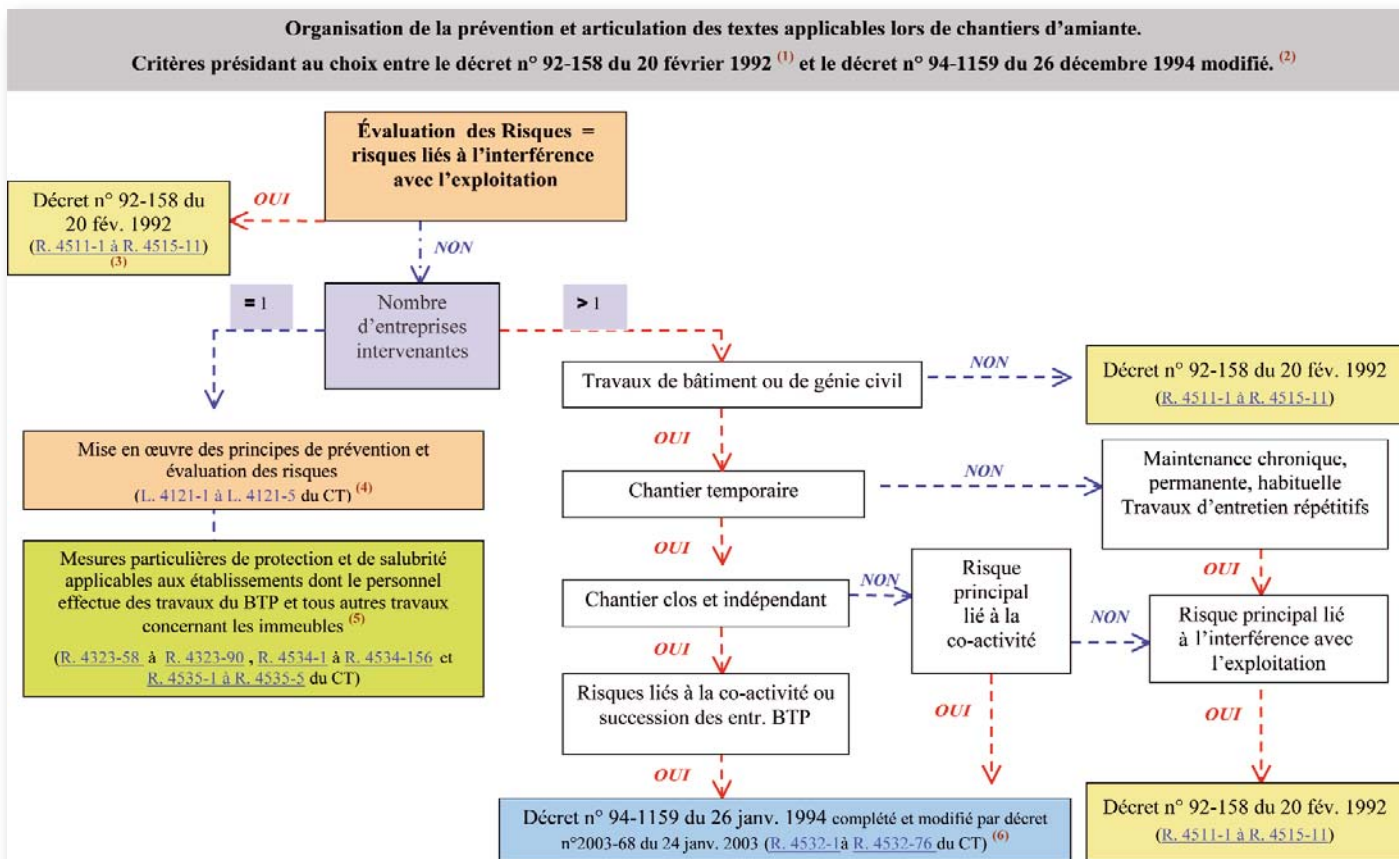 Organisation de la prévention et articulation des textes applicables lors de chantiers d'amiante.
Critères présidant au choix entre le décret n° 92-158 du 20 février 1992 (1) et le décret n° 94-1159 du 26 décembre 1994 modifié. (2)
Évaluation des Risques =
risques liés à l'interférence
avec l'exploitation
OUI
Décret n° 92-158 du
20 fév. 1992
(R. 4511-1 à R. 4515-11)
(3)
NON
= 1
Nombre
d'entreprises
intervenantes
> 1
Travaux de bâtiment ou de génie civil
NON
Décret n° 92-158 du 20 fév. 1992
(R. 4511-1 à R. 4515-11)
OUI
Mise en œuvre des principes de prévention et
évaluation des risques
(L. 4121-1 à L. 4121-5 du CT) (4)
Chantier temporaire
NON
Maintenance chronique,
permanente, habituelle
Travaux d'entretien répétitifs
OUI
OUI
Mesures particulières de protection et de salubrité
applicables aux établissements dont le personnel
effectue des travaux du BTP et tous autres travaux
concernant les immeubles (5)
(R. 4323-58 à R. 4323-90 , R. 4534-1 à R. 4534-156 et
R. 4535-1 à R. 4535-5 du CT)
Chantier clos et indépendant
NON
Risque
principal
lié à la
co-activité
NON
Risque principal lié
à l'interférence avec
l'exploitation
OUI
Risques liés à la co-activité ou
succession des entr. BTP
OUI
OUI
OUI
Décret n° 94-1159 du 26 janv. 1994 complété et modifié par décret
n°2003-68 du 24 janv. 2003 (R. 4532-1à R. 4532-76 du CT) (6)
Décret n° 92-158 du 20 fév. 1992
(R. 4511-1 à R. 4515-11)